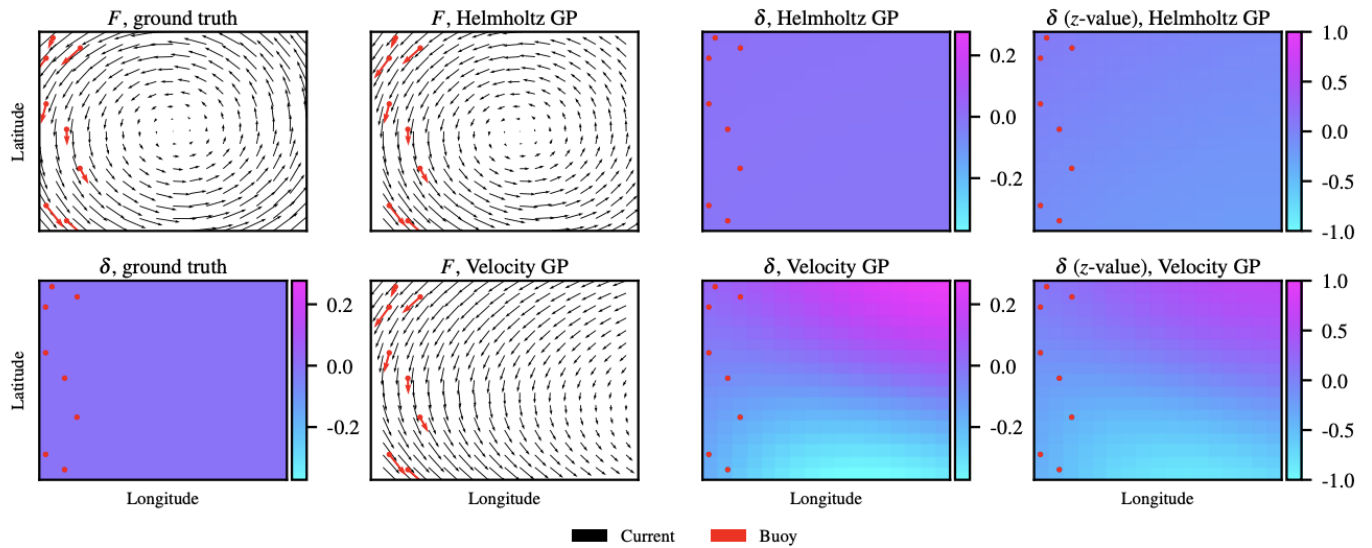 F, ground truth
F, Helmholtz GP
δ, Helmholtz GP
δ (z-value), Helmholtz GP
Latitude
0.2
0.0
-0.2
1.0
0.5
0.0
-0.5
-1.0
δ, ground truth
F, Velocity GP
δ, Velocity GP
δ (z-value), Velocity GP
Latitude
0.2
0.0
-0.2
0.2
0.0
-0.2
1.0
0.5
0.0
-0.5
-1.0
Longitude
Longitude
Longitude
Longitude
Current
Buoy